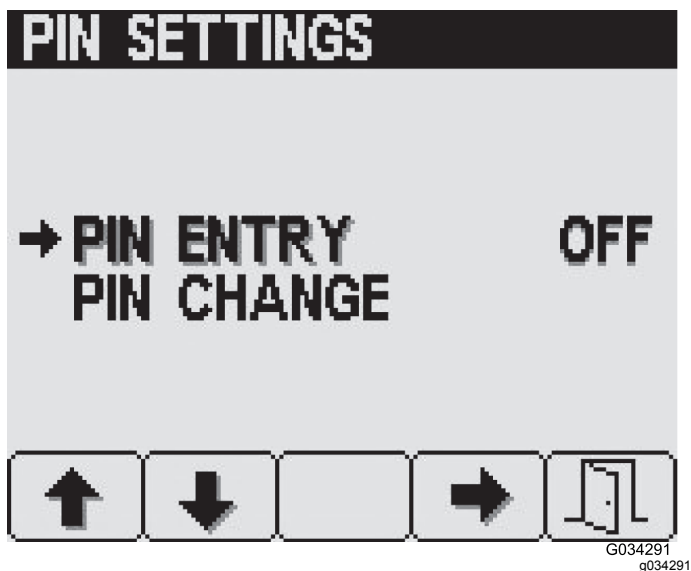 PIN SETTINGS
PIN ENTRY OFF
PIN CHANGE
G034291
g034291